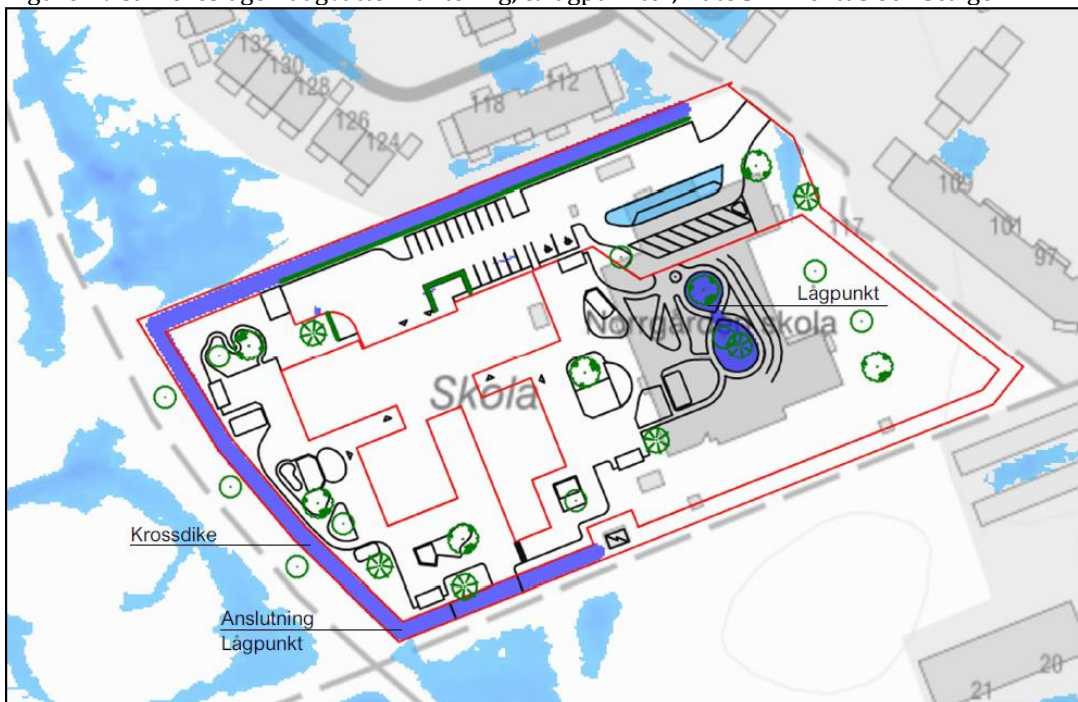 132
130
128
126
124
118
112
109
101
97
117
Lågpunkt
Norrgården skola
Skola
Krossdike
Anslutning
Lågpunkt
20
21